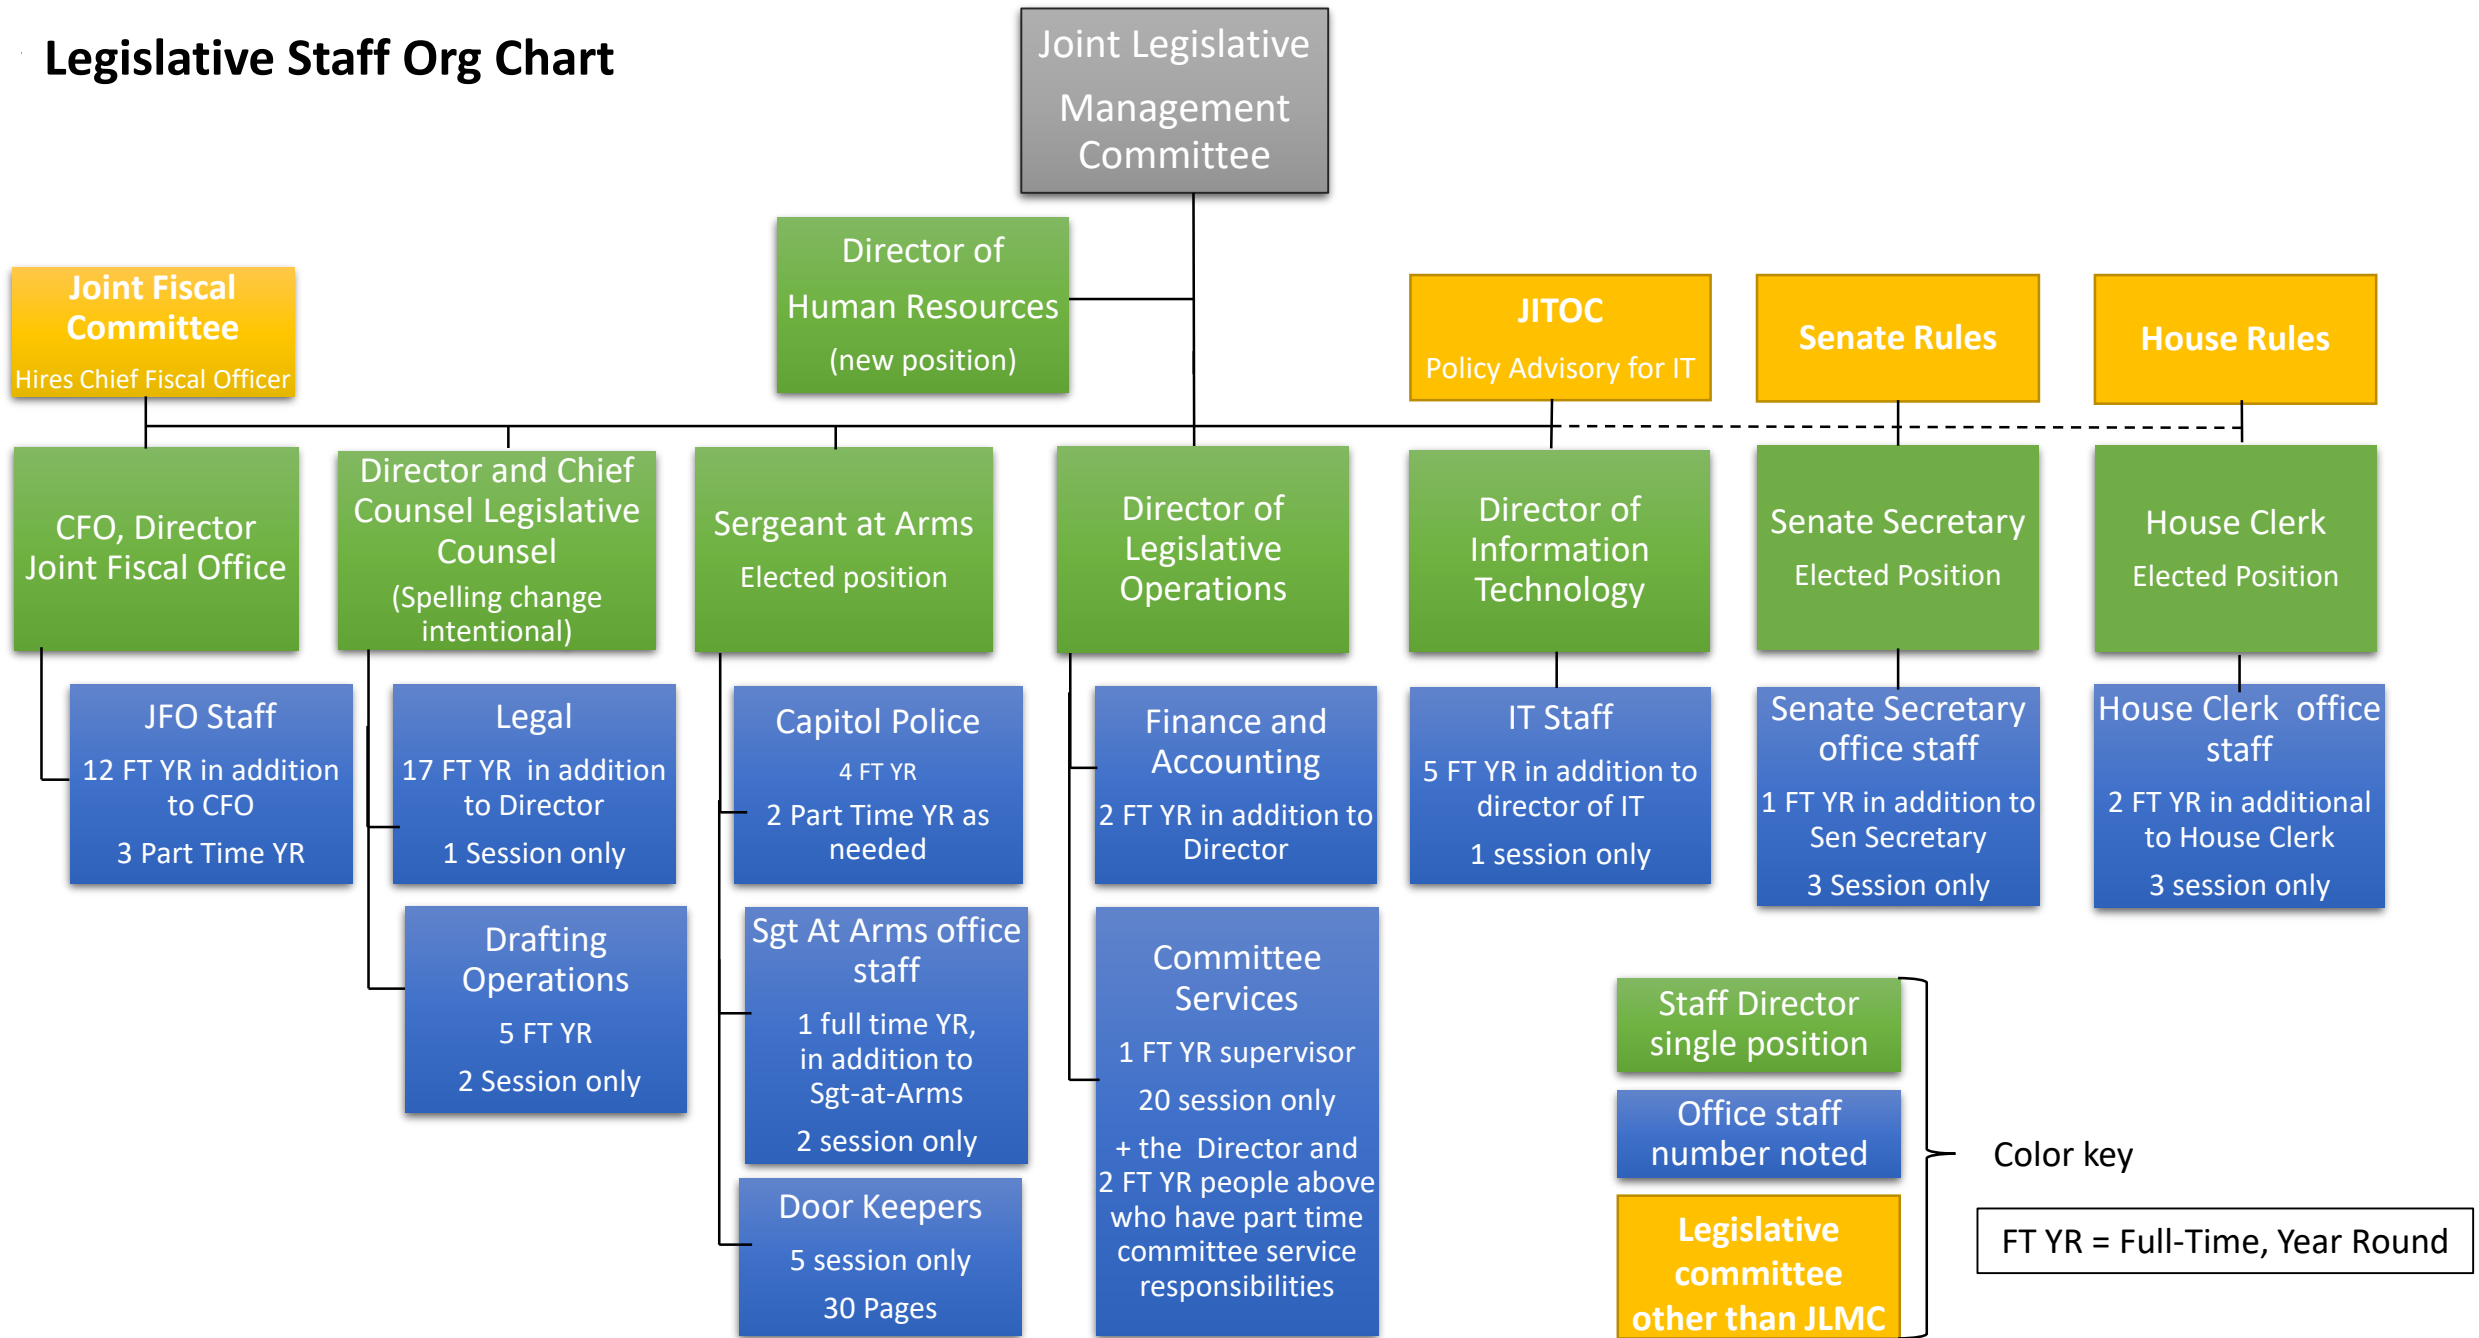 Legislative Staff Org Chart
Joint Legislative
Management
Committee
Director of
Human Resources
(new position)
Joint Fiscal
Committee
Hires Chief Fiscal Officer
JITOC
Policy Advisory for IT
Senate Rules
House Rules
CFO, Director
Joint Fiscal Office
Director and Chief
Counsel Legislative
Counsel
(Spelling change
intentional)
Sergeant at Arms
Elected position
Director of
Legislative
Operations
Director of
Information
Technology
Senate Secretary
Elected Position
House Clerk
Elected Position
JFO Staff
12 FT YR in addition
to CFO
3 Part Time YR
Legal
17 FT YR  in addition
to Director
1 Session only
Drafting
Operations
5 FT YR
2 Session only
Capitol Police
4 FT YR
2 Part Time YR as
needed
Sgt At Arms office
staff
1 full time YR,
in addition to
Sgt-at-Arms
2 session only
Door Keepers
5 session only
30 Pages
Finance and
Accounting
2 FT YR in addition to
Director
Committee
Services
1 FT YR supervisor
20 session only
+ the  Director and
2 FT YR people above
who have part time
committee service
responsibilities
IT Staff
5 FT YR in addition to
director of IT
1 session only
Senate Secretary
office staff
1 FT YR in addition to
Sen Secretary
3 Session only
House Clerk  office
staff
2 FT YR in additional
to House Clerk
3 session only
Staff Director
single position
Office staff
number noted
Legislative
committee
other than JLMC
Color key
FT YR = Full-Time, Year Round